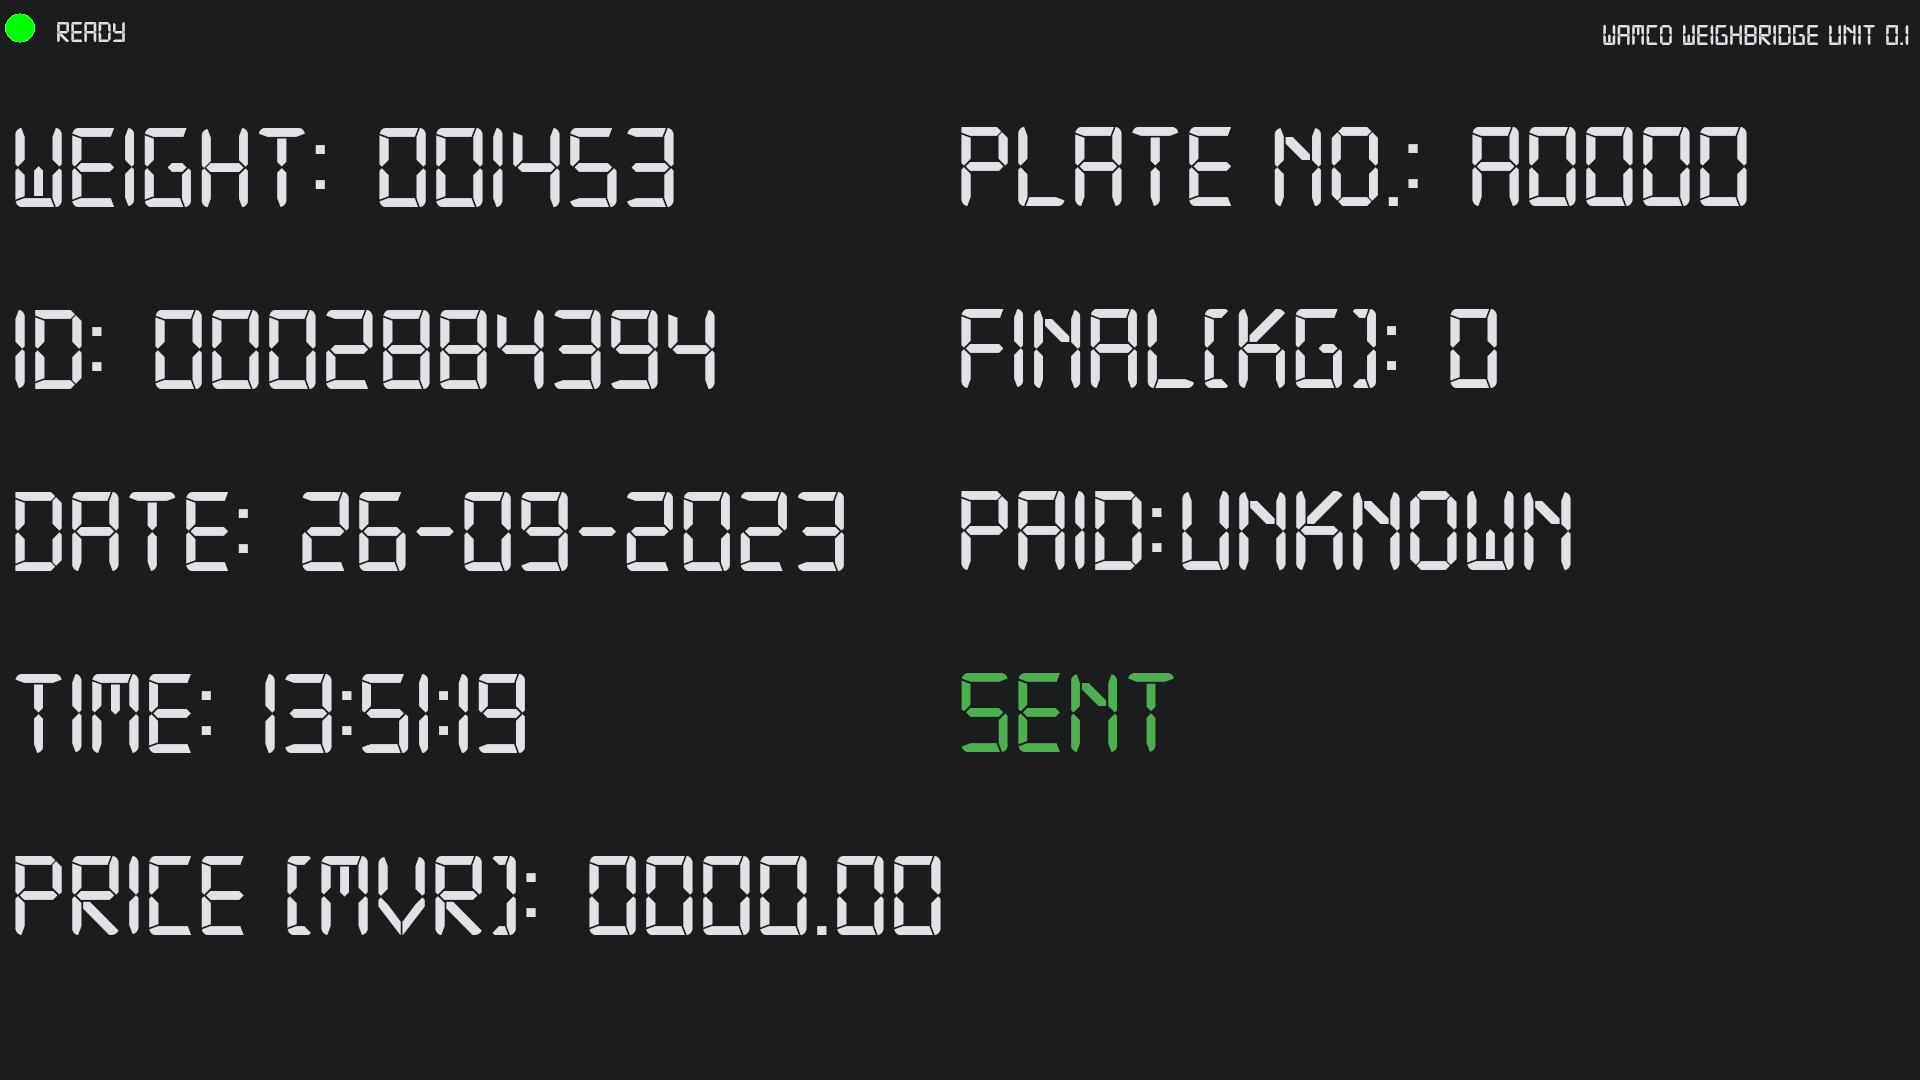 READY
WAMCO WEIGHBRIDGE UNIT 0.1
WEIGHT: 001453
PLATE NO.: A0000
ID: 0002884394
FINAL(KG): 0
DATE: 26-09-2023
PAID:UNKNOWN
TIME: 13:51:19
SENT
PRICE (MVR): 0000.00